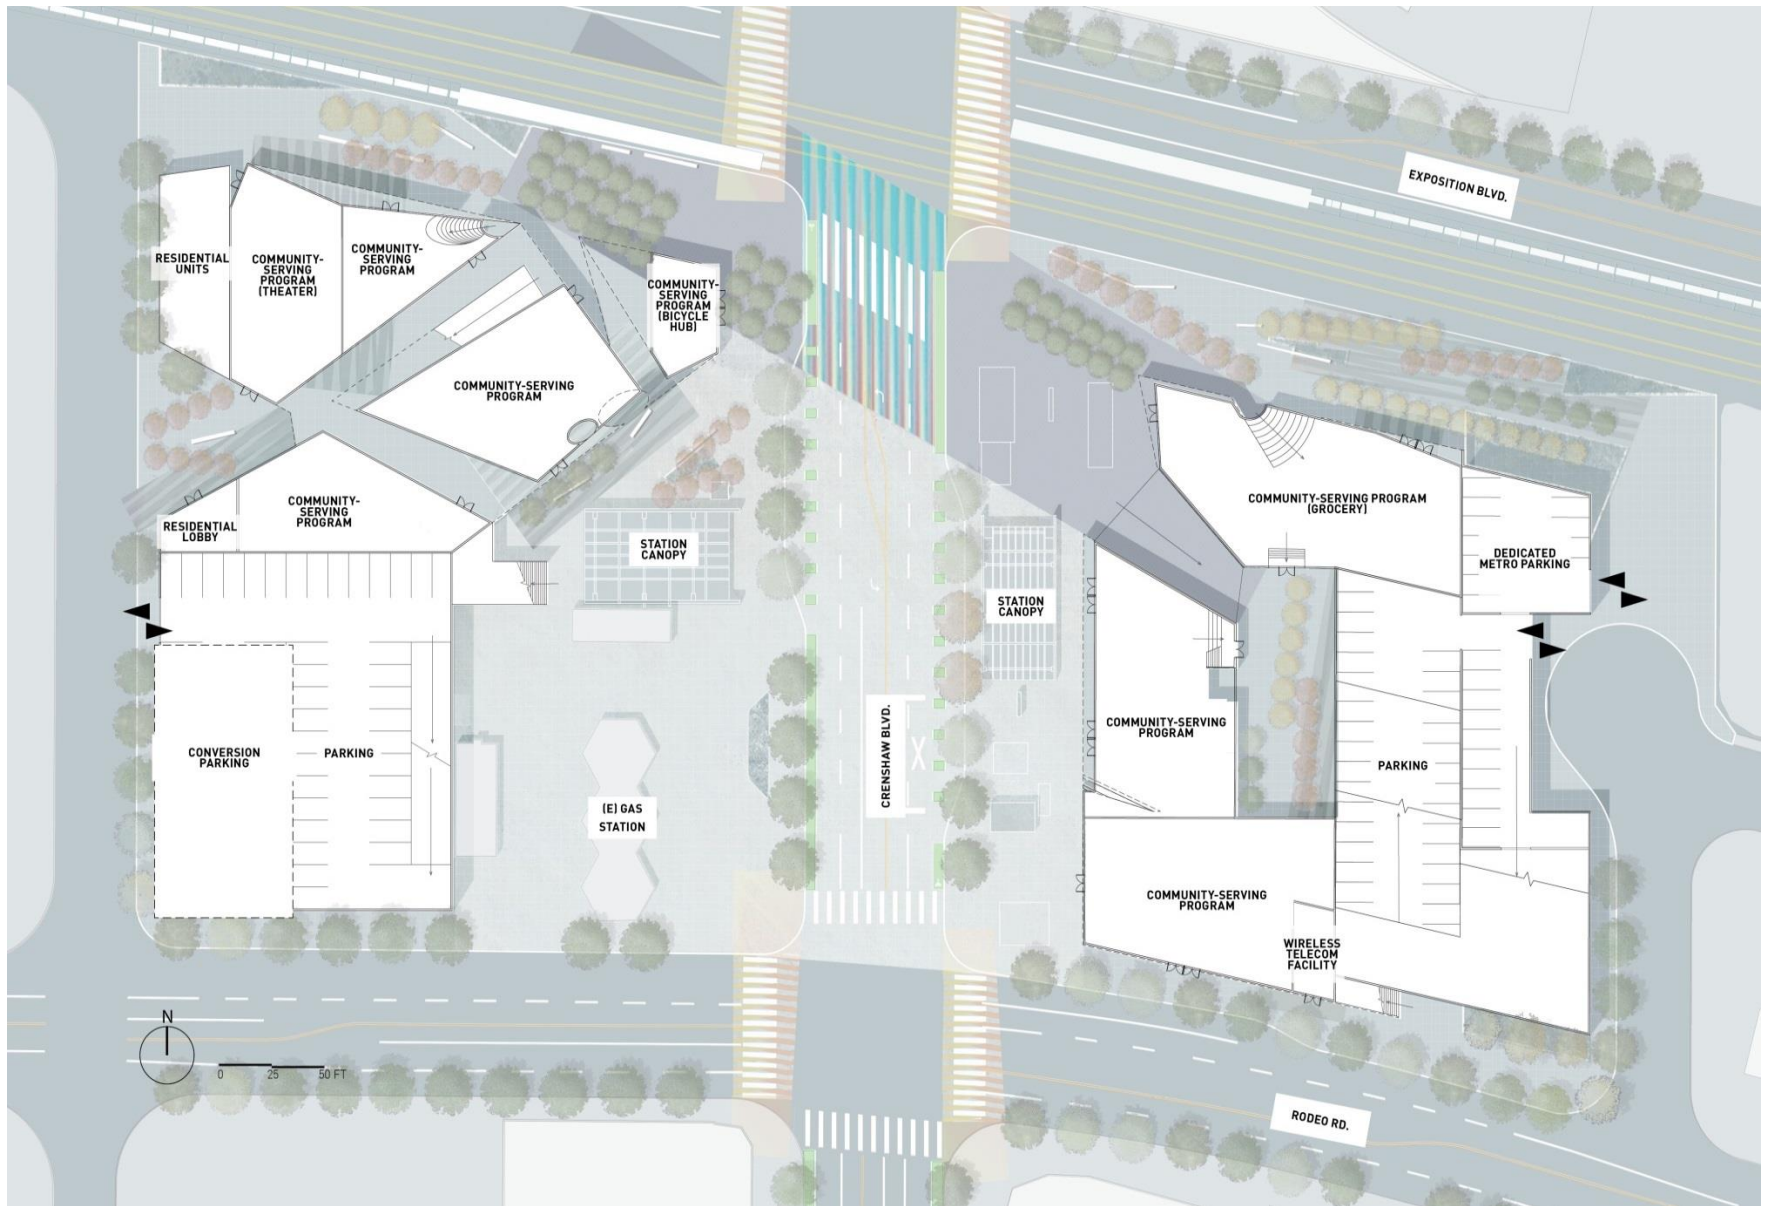 EXPOSITION BLVD.
RESIDENTIAL
UNITS
COMMUNITY-
SERVING
PROGRAM
(THEATER)
COMMUNITY-
SERVING
PROGRAM
COMMUNITY-
SERVING
PROGRAM
(BICYCLE
HUB)
COMMUNITY-SERVING
PROGRAM
COMMUNITY-
SERVING
PROGRAM
RESIDENTIAL
LOBBY
STATION
CANOPY
CONVERSION
PARKING
PARKING
(E) GAS
STATION
CRENSHAW BLVD.
STATION
CANOPY
COMMUNITY-SERVING PROGRAM
(GROCERY)
DEDICATED
METRO PARKING
COMMUNITY-SERVING
PROGRAM
PARKING
COMMUNITY-SERVING
PROGRAM
WIRELESS
TELECOM
FACILITY
N
0 25 50 FT
RODEO RD.